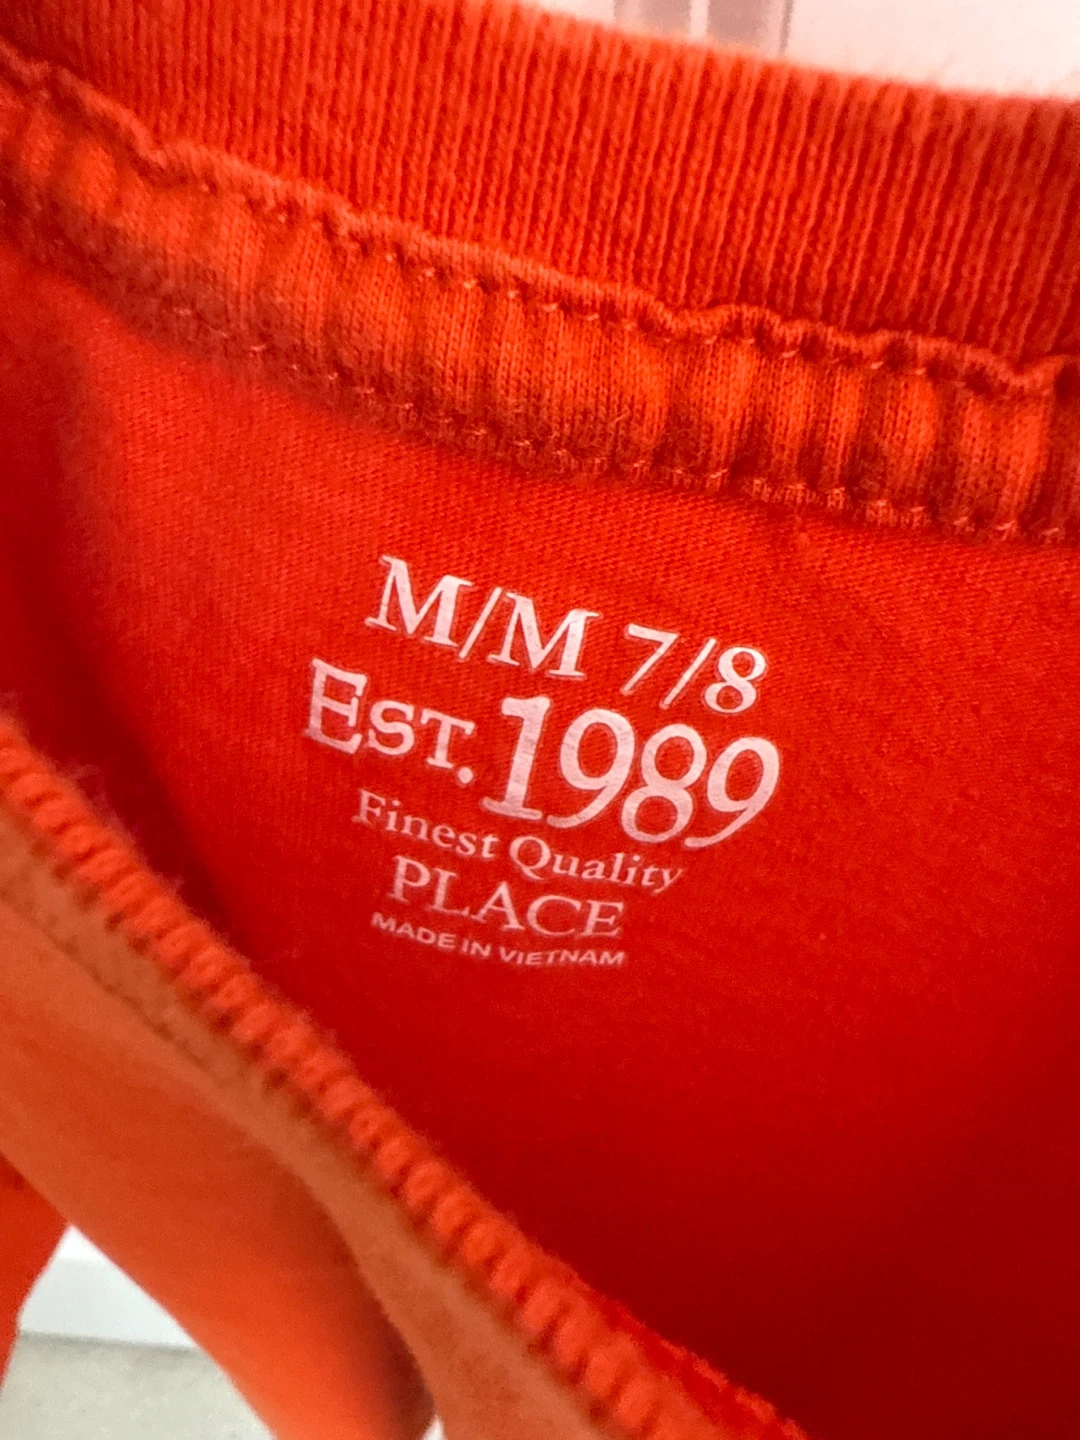 M/M 7/8
EST. 1989
Finest Quality
PLACE
MADE IN VIETNAM